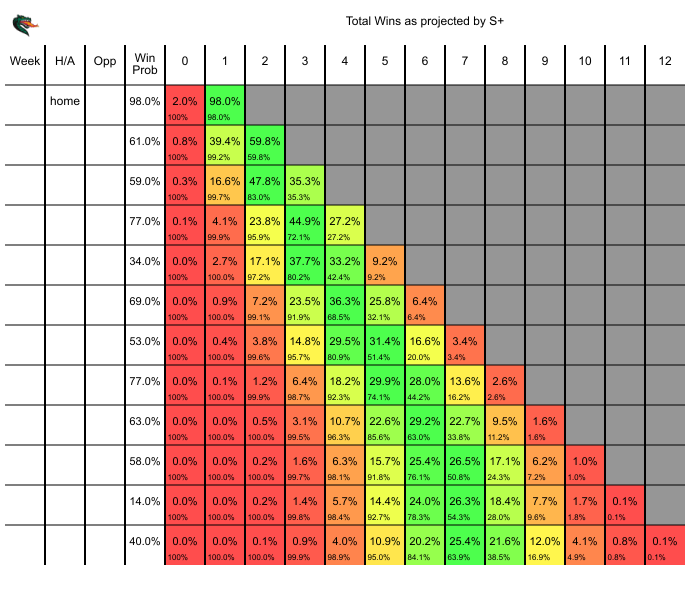 Total Wins as projected by S+
Week H/A Opp Win Prob 0 1 2 3 4 5 6 7 8 9 10 11 12
home 98.0% 2.0% 98.0%
100% 98.0%
61.0% 0.8% 39.4% 59.8%
100% 99.2% 59.8%
59.0% 0.3% 16.6% 47.8% 35.3%
100% 99.7% 83.0% 35.3%
77.0% 0.1% 4.1% 23.8% 44.9% 27.2%
100% 99.9% 95.9% 72.1% 27.2%
34.0% 0.0% 2.7% 17.1% 37.7% 33.2% 9.2%
100% 100.0% 97.2% 80.2% 42.4% 9.2%
69.0% 0.0% 0.9% 7.2% 23.5% 36.3% 25.8% 6.4%
100% 100.0% 99.1% 91.9% 68.5% 32.1% 6.4%
53.0% 0.0% 0.4% 3.8% 14.8% 29.5% 31.4% 16.6% 3.4%
100% 100.0% 99.6% 95.7% 80.9% 51.4% 20.0% 3.4%
77.0% 0.0% 0.1% 1.2% 6.4% 18.2% 29.9% 28.0% 13.6% 2.6%
100% 100.0% 99.9% 98.7% 92.3% 74.1% 44.2% 16.2% 2.6%
63.0% 0.0% 0.0% 0.5% 3.1% 10.7% 22.6% 29.2% 22.7% 9.5% 1.6%
100% 100.0% 100.0% 99.5% 96.3% 85.6% 63.0% 33.8% 11.2% 1.6%
58.0% 0.0% 0.0% 0.2% 1.6% 6.3% 15.7% 25.4% 26.5% 17.1% 6.2% 1.0%
100% 100.0% 100.0% 99.7% 98.1% 91.8% 76.1% 50.8% 24.3% 7.2% 1.0%
14.0% 0.0% 0.0% 0.2% 1.4% 5.7% 14.4% 24.0% 26.3% 18.4% 7.7% 1.7% 0.1%
100% 100.0% 100.0% 99.8% 98.4% 92.7% 78.3% 54.3% 28.0% 9.6% 1.8% 0.1%
40.0% 0.0% 0.0% 0.1% 0.9% 4.0% 10.9% 20.2% 25.4% 21.6% 12.0% 4.1% 0.8% 0.1%
100% 100.0% 100.0% 99.9% 98.9% 95.0% 84.1% 63.9% 38.5% 16.9% 4.9% 0.8% 0.1%